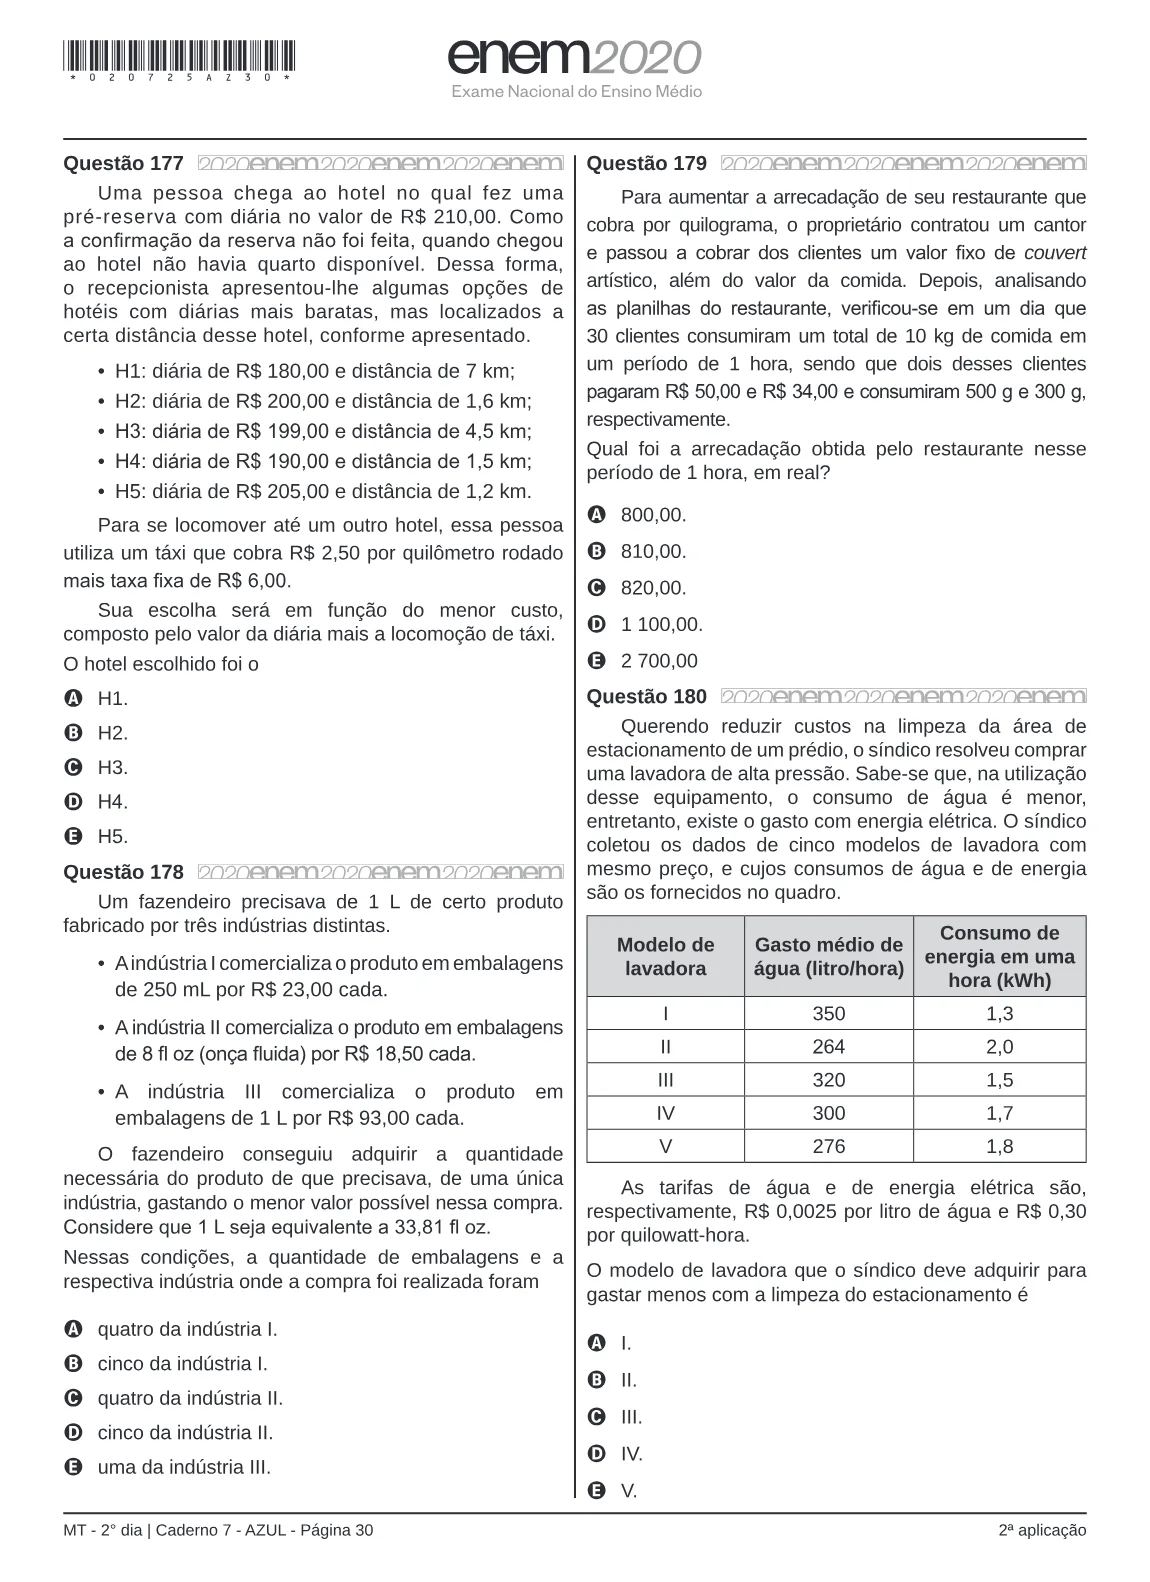 *020725AZ30*
enem2020
Exame Nacional do Ensino Médio
Questão 177 2020enem2020enem2020enem
Uma pessoa chega ao hotel no qual fez uma
pré-reserva com diária no valor de R$ 210,00. Como
a confirmação da reserva não foi feita, quando chegou
ao hotel não havia quarto disponível. Dessa forma,
o recepcionista apresentou-lhe algumas opções de
hotéis com diárias mais baratas, mas localizados a
certa distância desse hotel, conforme apresentado.
• H1: diária de R$ 180,00 e distância de 7 km;
• H2: diária de R$ 200,00 e distância de 1,6 km;
• H3: diária de R$ 199,00 e distância de 4,5 km;
• H4: diária de R$ 190,00 e distância de 1,5 km;
• H5: diária de R$ 205,00 e distância de 1,2 km.
Para se locomover até um outro hotel, essa pessoa
utiliza um táxi que cobra R$ 2,50 por quilômetro rodado
mais taxa fixa de R$ 6,00.
Sua escolha será em função do menor custo,
composto pelo valor da diária mais a locomoção de táxi.
O hotel escolhido foi o
A H1.
B H2.
C H3.
D H4.
E H5.
Questão 178 2020enem2020enem2020enem
Um fazendeiro precisava de 1 L de certo produto
fabricado por três indústrias distintas.
• A indústria I comercializa o produto em embalagens
de 250 mL por R$ 23,00 cada.
• A indústria II comercializa o produto em embalagens
de 8 fl oz (onça fluida) por R$ 18,50 cada.
• A indústria III comercializa o produto em
embalagens de 1 L por R$ 93,00 cada.
O fazendeiro conseguiu adquirir a quantidade
necessária do produto de que precisava, de uma única
indústria, gastando o menor valor possível nessa compra.
Considere que 1 L seja equivalente a 33,81 fl oz.
Nessas condições, a quantidade de embalagens e a
respectiva indústria onde a compra foi realizada foram
A quatro da indústria I.
B cinco da indústria I.
C quatro da indústria II.
D cinco da indústria II.
E uma da indústria III.
Questão 179 2020enem2020enem2020enem
Para aumentar a arrecadação de seu restaurante que
cobra por quilograma, o proprietário contratou um cantor
e passou a cobrar dos clientes um valor fixo de couvert
artístico, além do valor da comida. Depois, analisando
as planilhas do restaurante, verificou-se em um dia que
30 clientes consumiram um total de 10 kg de comida em
um período de 1 hora, sendo que dois desses clientes
pagaram R$ 50,00 e R$ 34,00 e consumiram 500 g e 300 g,
respectivamente.
Qual foi a arrecadação obtida pelo restaurante nesse
período de 1 hora, em real?
A 800,00.
B 810,00.
C 820,00.
D 1 100,00.
E 2 700,00
Questão 180 2020enem2020enem2020enem
Querendo reduzir custos na limpeza da área de
estacionamento de um prédio, o síndico resolveu comprar
uma lavadora de alta pressão. Sabe-se que, na utilização
desse equipamento, o consumo de água é menor,
entretanto, existe o gasto com energia elétrica. O síndico
coletou os dados de cinco modelos de lavadora com
mesmo preço, e cujos consumos de água e de energia
são os fornecidos no quadro.
Modelo de lavadora Gasto médio de água (litro/hora) Consumo de energia em uma hora (kWh)
I 350 1,3
II 264 2,0
III 320 1,5
IV 300 1,7
V 276 1,8
As tarifas de água e de energia elétrica são,
respectivamente, R$ 0,0025 por litro de água e R$ 0,30
por quilowatt-hora.
O modelo de lavadora que o síndico deve adquirir para
gastar menos com a limpeza do estacionamento é
A I.
B II.
C III.
D IV.
E V.
MT - 2° dia | Caderno 7 - AZUL - Página 30
2ª aplicação